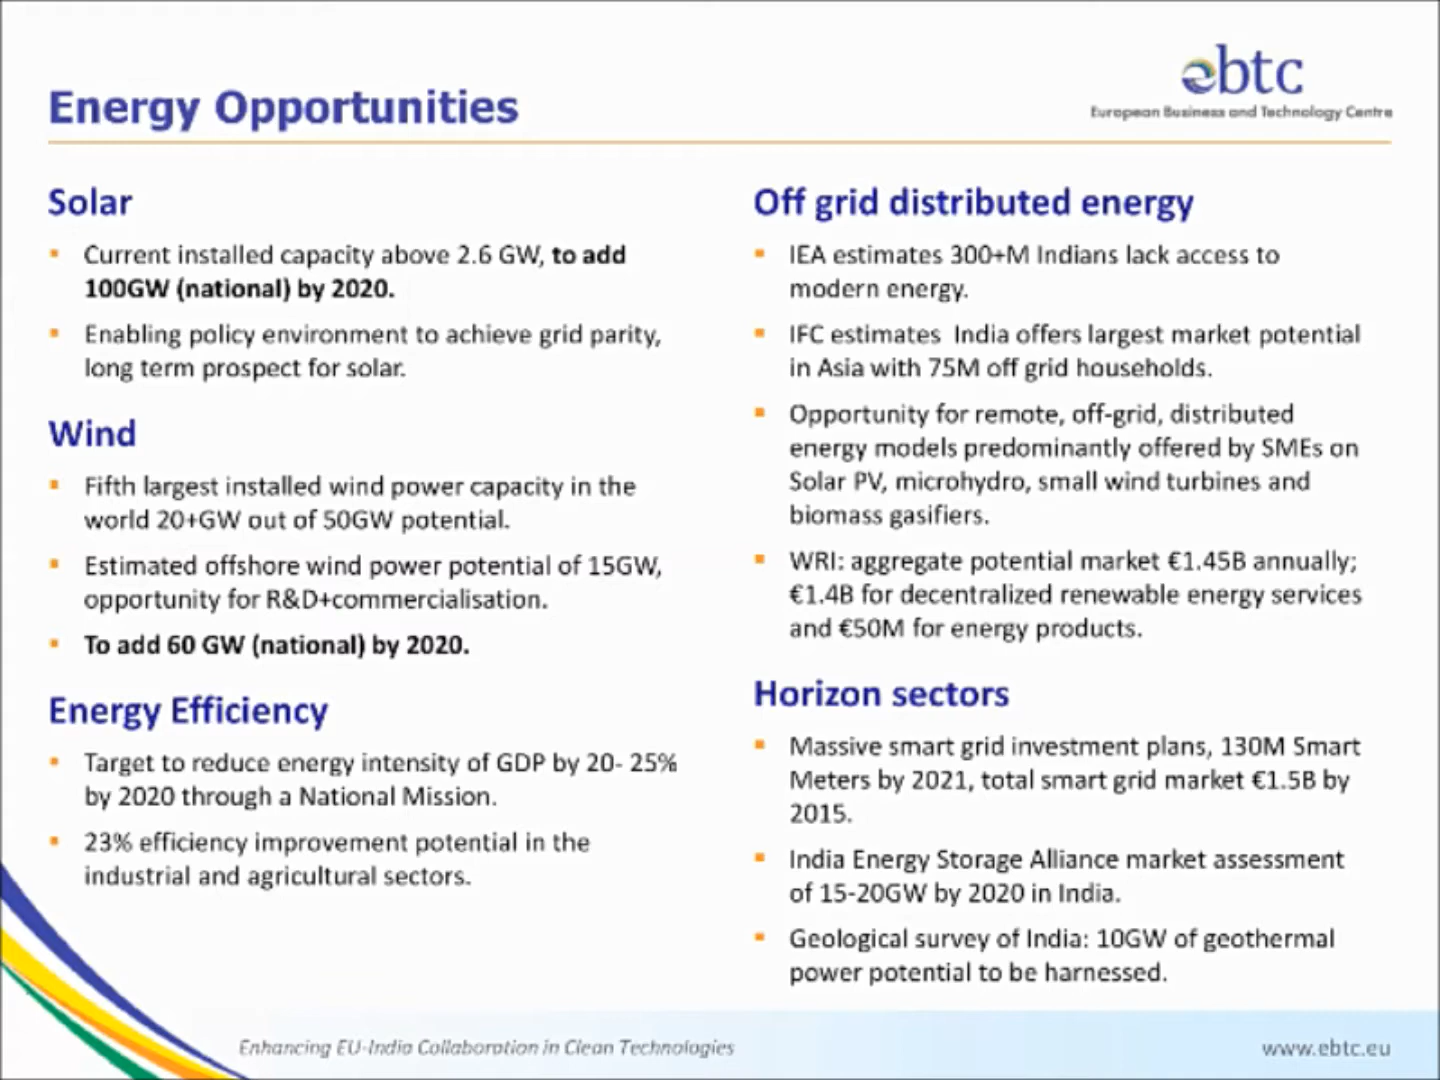 ebtc
European Business and Technology Centre
Energy Opportunities
Solar
Current installed capacity above 2.6 GW, to add
100GW (national) by 2020.
Enabling policy environment to achieve grid parity,
long term prospect for solar.
Wind
Fifth largest installed wind power capacity in the
world 20+GW out of 50GW potential.
Estimated offshore wind power potential of 15GW,
opportunity for R&D+commercialisation.
To add 60 GW (national) by 2020.
Energy Efficiency
Target to reduce energy intensity of GDP by 20- 25%
by 2020 through a National Mission.
23% efficiency improvement potential in the
industrial and agricultural sectors.
Off grid distributed energy
IEA estimates 300+M Indians lack access to
modern energy.
IFC estimates  India offers largest market potential
in Asia with 75M off grid households.
Opportunity for remote, off-grid, distributed
energy models predominantly offered by SMEs on
Solar PV, microhydro, small wind turbines and
biomass gasifiers.
WRI: aggregate potential market €1.45B annually;
€1.4B for decentralized renewable energy services
and €50M for energy products.
Horizon sectors
Massive smart grid investment plans, 130M Smart
Meters by 2021, total smart grid market €1.5B by
2015.
India Energy Storage Alliance market assessment
of 15-20GW by 2020 in India.
Geological survey of India: 10GW of geothermal
power potential to be harnessed.
Enhancing EU-India Collaboration in Clean Technologies
www.ebtc.eu